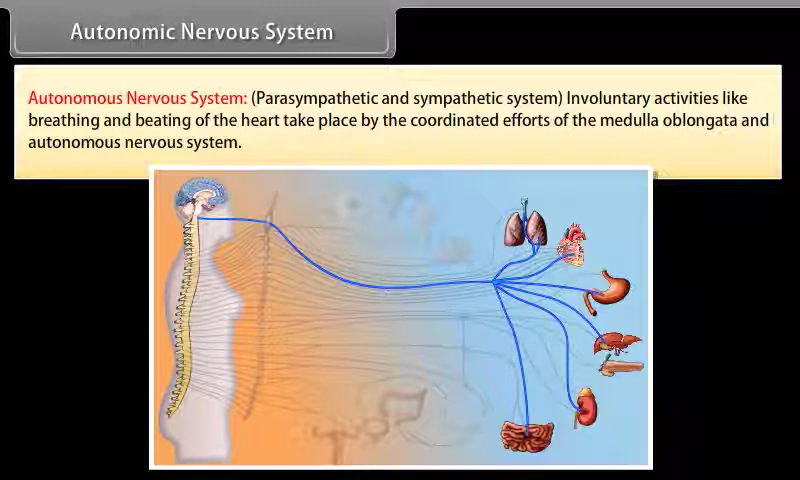 Autonomic Nervous System
Autonomous Nervous System: (Parasympathetic and sympathetic system) Involuntary activities like
breathing and beating of the heart take place by the coordinated efforts of the medulla oblongata and
autonomous nervous system.